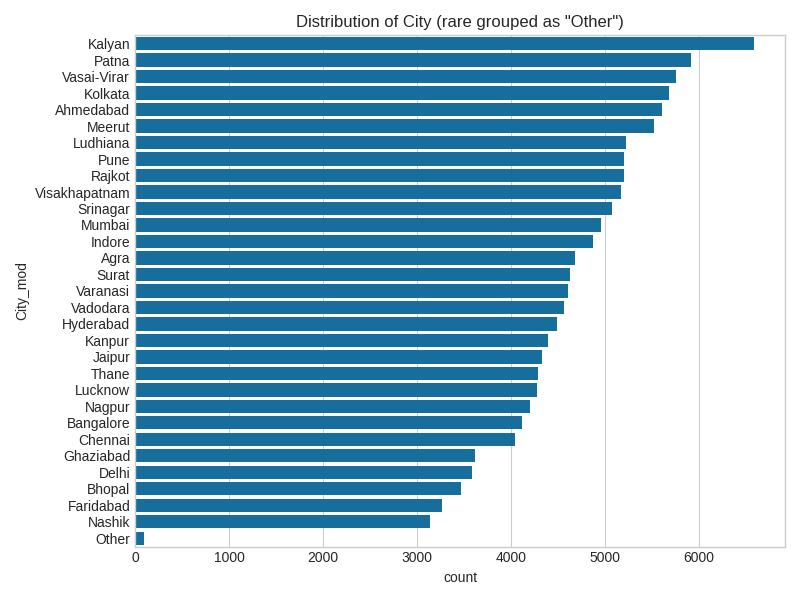 Distribution of City (rare grouped as "Other")
Kalyan
Patna
Vasai-Virar
Kolkata
Ahmedabad
Meerut
Ludhiana
Pune
Rajkot
Visakhapatnam
Srinagar
Mumbai
Indore
Agra
Surat
Varanasi
Vadodara
Hyderabad
Kanpur
Jaipur
Thane
Lucknow
Nagpur
Bangalore
Chennai
Ghaziabad
Delhi
Bhopal
Faridabad
Nashik
Other
City_mod
0 1000 2000 3000 4000 5000 6000
count